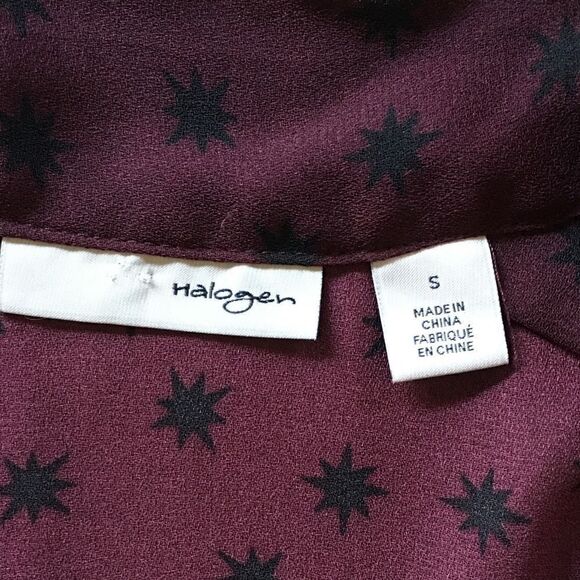 Halogen
S
MADE IN
CHINA
FABRIQUÉ
EN CHINE